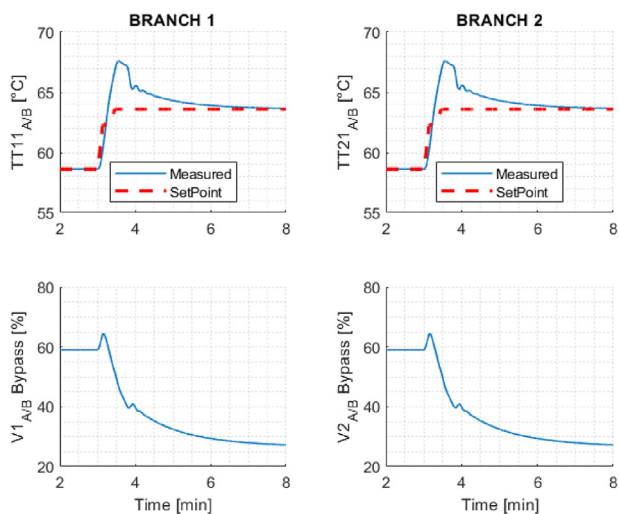 BRANCH 1
70
65
60
55
TT11A/B [°C]
Measured
SetPoint
2
4
6
8
BRANCH 2
70
65
60
55
TT21A/B [°C]
Measured
SetPoint
2
4
6
8
80
60
40
20
V1A/B Bypass [%]
2
4
6
8
Time [min]
80
60
40
20
V2A/B Bypass [%]
2
4
6
8
Time [min]